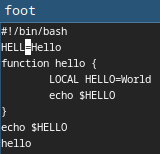 foot
#!/bin/bash
HELL=Hello
function hello {
        LOCAL HELLO=World
        echo $HELLO
}
echo $HELLO
hello